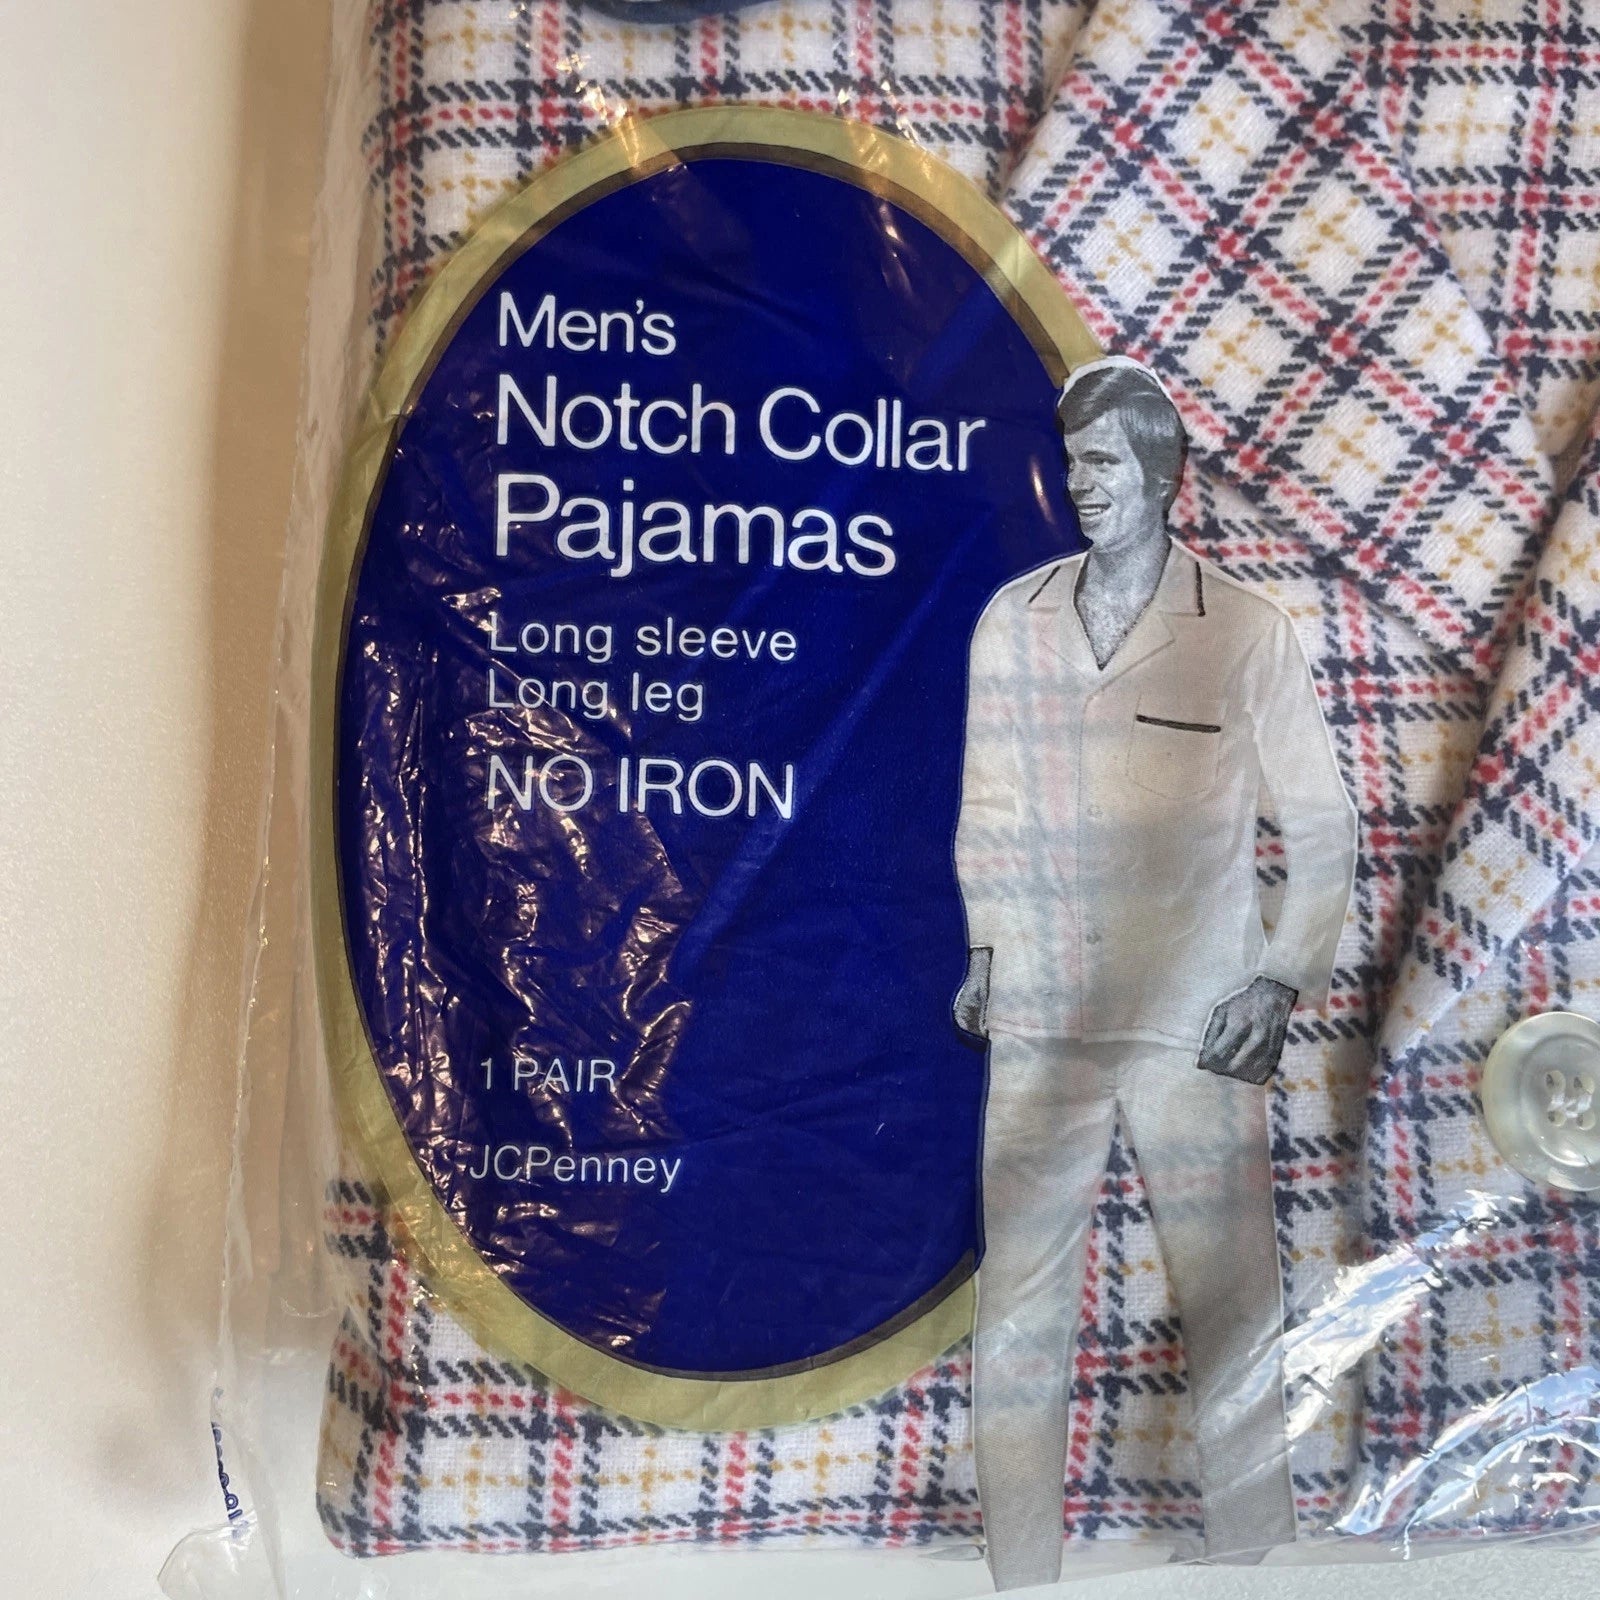 Men's
Notch Collar
Pajamas
Long sleeve
Long leg
NO IRON
1 PAIR
JCPenney